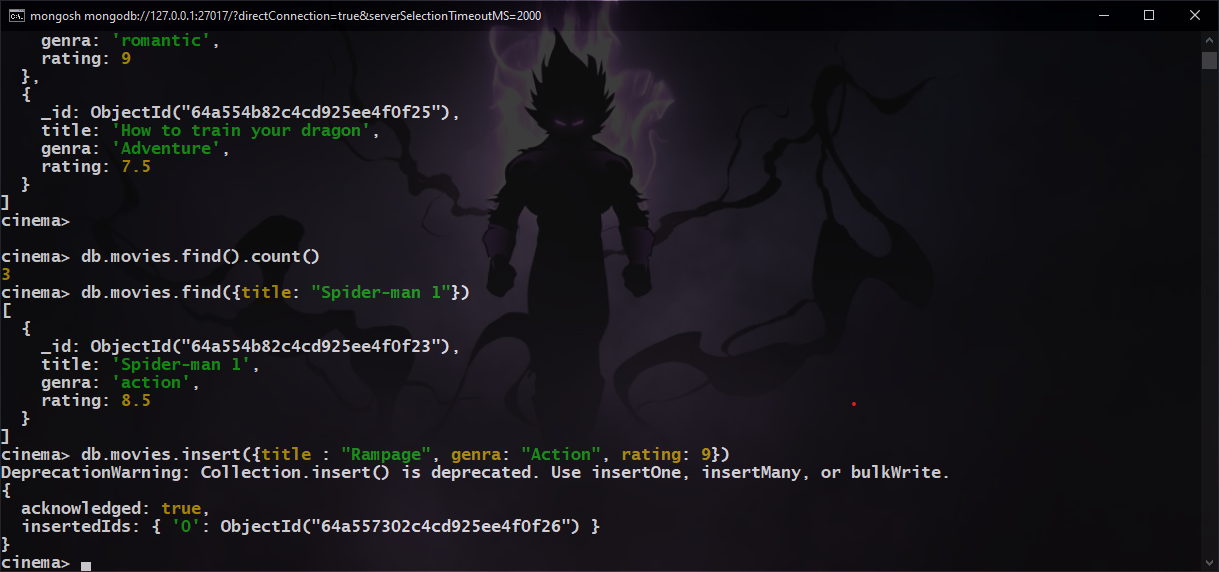 mongosh mongodb://127.0.0.1:27017/?directConnection=true&serverSelectionTimeoutMS=2000
    genra: 'romantic',
    rating: 9
  },
  {
    _id: ObjectId("64a554b82c4cd925ee4f0f25"),
    title: 'How to train your dragon',
    genra: 'Adventure',
    rating: 7.5
  }
]
cinema>
cinema> db.movies.find().count()
3
cinema> db.movies.find({title: "Spider-man 1"})
[
  {
    _id: ObjectId("64a554b82c4cd925ee4f0f23"),
    title: 'Spider-man 1',
    genra: 'action',
    rating: 8.5
  }
]
cinema> db.movies.insert({title : "Rampage", genra: "Action", rating: 9})
DeprecationWarning: Collection.insert() is deprecated. Use insertOne, insertMany, or bulkWrite.
{
  acknowledged: true,
  insertedIds: { '0': ObjectId("64a557302c4cd925ee4f0f26") }
}
cinema>